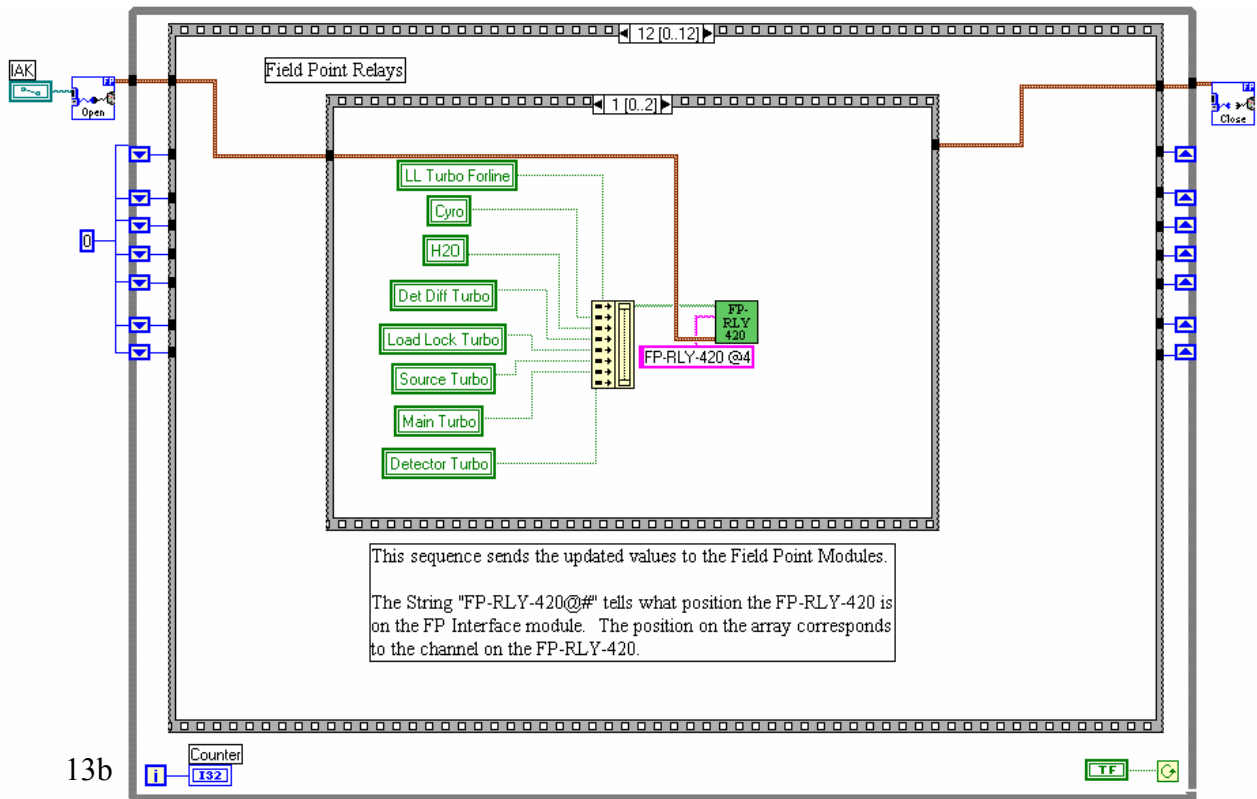 12 [0..12]
IAK
FP
Open
Field Point Relays
FP
Close
1 [0..2]
LL Turbo Forline
Cyro
0
H20
Det Diff Turbo
FP-
RLY
420
Load Lock Turbo
FP-RLY-420 @4
Source Turbo
Main Turbo
Detector Turbo
This sequence sends the updated values to the Field Point Modules.
The String "FP-RLY-420@#" tells what position the FP-RLY-420 is
on the FP Interface module. The position on the array corresponds
to the channel on the FP-RLY-420.
Counter
13b
i
I32
TF